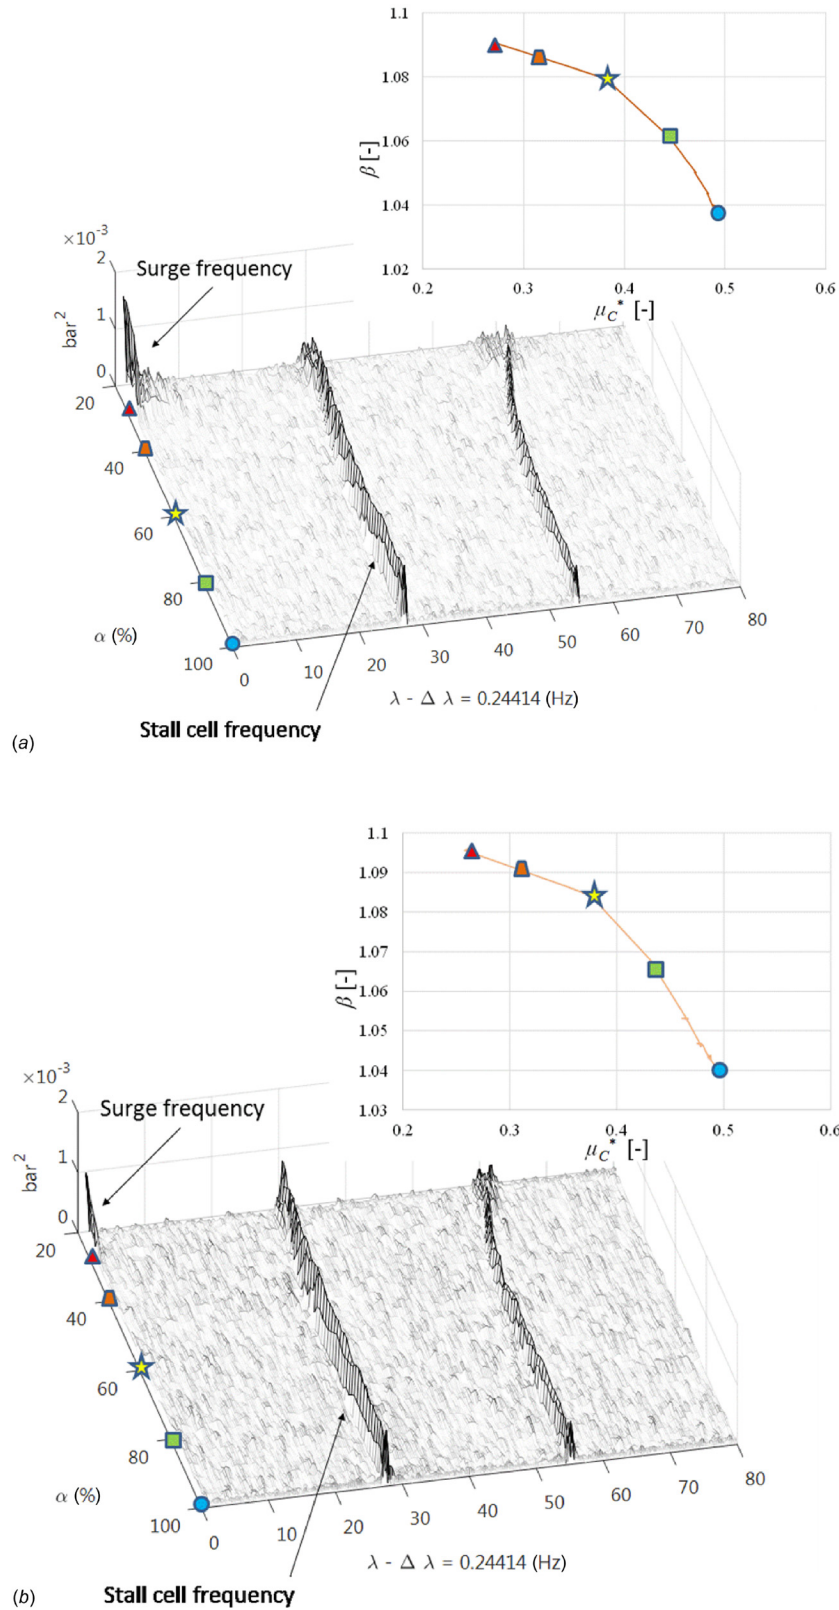 1.1
1.08
1.06
1.04
1.02
β [-]
0.2 0.3 0.4 0.5 0.6
μC* [-]
×10⁻³
2
1
0
bar²
Surge frequency
20
40
60
80
100
α (%)
0 10 20 30 40 50 60 70 80
λ - Δ λ = 0.24414 (Hz)
Stall cell frequency
(a)
1.1
1.09
1.08
1.07
1.06
1.05
1.04
1.03
β [-]
0.2 0.3 0.4 0.5 0.6
μC* [-]
×10⁻³
2
1
0
bar²
Surge frequency
20
40
60
80
100
α (%)
0 10 20 30 40 50 60 70 80
λ - Δ λ = 0.24414 (Hz)
Stall cell frequency
(b)